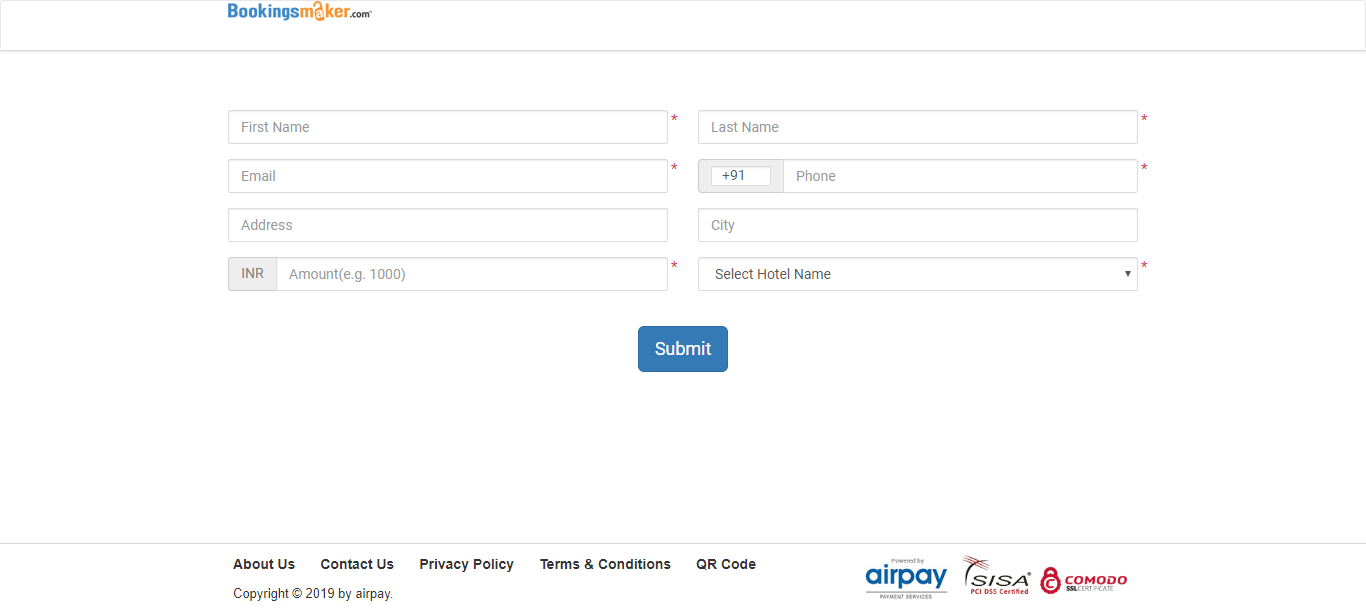 Bookingsmaker.com™
First Name * Last Name *
Email * +91 Phone *
Address City
INR Amount(e.g. 1000) * Select Hotel Name *
Submit
About Us Contact Us Privacy Policy Terms & Conditions QR Code
Copyright © 2019 by airpay.
Powered by
airpay
PAYMENT SERVICES
SISA
PCI DSS Certified
COMODO
SSL CERTIFICATE